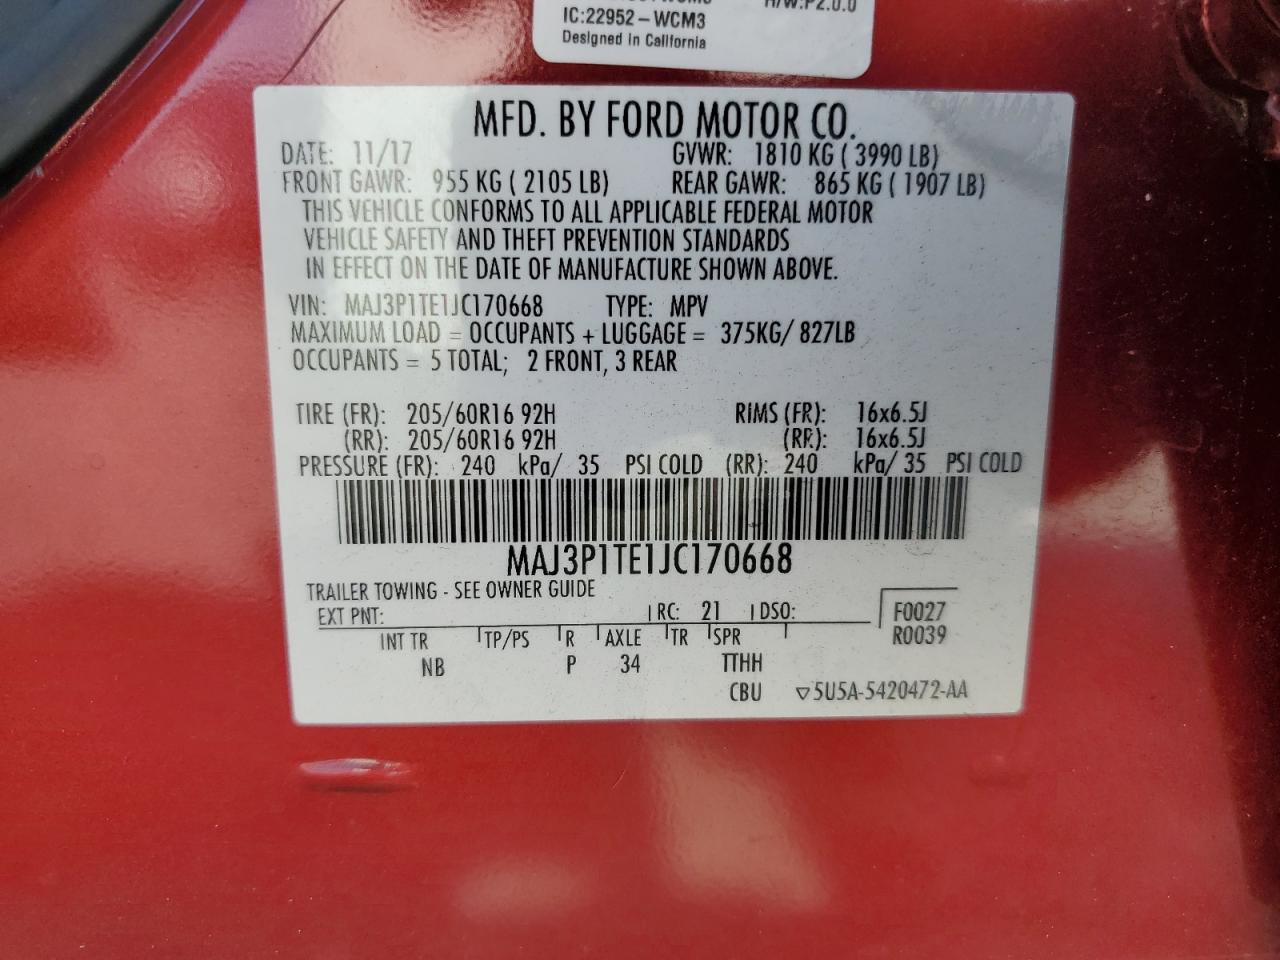 H/W:P2.0.0
IC:22952-WCM3
Designed in California
MFD. BY FORD MOTOR CO.
DATE: 11/17 GVWR: 1810 KG ( 3990 LB)
FRONT GAWR: 955 KG ( 2105 LB) REAR GAWR: 865 KG ( 1907 LB)
THIS VEHICLE CONFORMS TO ALL APPLICABLE FEDERAL MOTOR
VEHICLE SAFETY AND THEFT PREVENTION STANDARDS
IN EFFECT ON THE DATE OF MANUFACTURE SHOWN ABOVE.
VIN: MAJ3P1TE1JC170668 TYPE: MPV
MAXIMUM LOAD = OCCUPANTS + LUGGAGE = 375KG/ 827LB
OCCUPANTS = 5 TOTAL; 2 FRONT, 3 REAR
TIRE (FR): 205/60R16 92H RIMS (FR): 16x6.5J
(RR): 205/60R16 92H (RR): 16x6.5J
PRESSURE (FR): 240 kPa/ 35 PSI COLD (RR): 240 kPa/ 35 PSI COLD
MAJ3P1TE1JC170668
TRAILER TOWING - SEE OWNER GUIDE
EXT PNT: RC: 21 DSO: F0027
R0039
INT TR TP/PS R AXLE TR SPR
NB P 34 TTHH
CBU ▽5U5A-5420472-AA